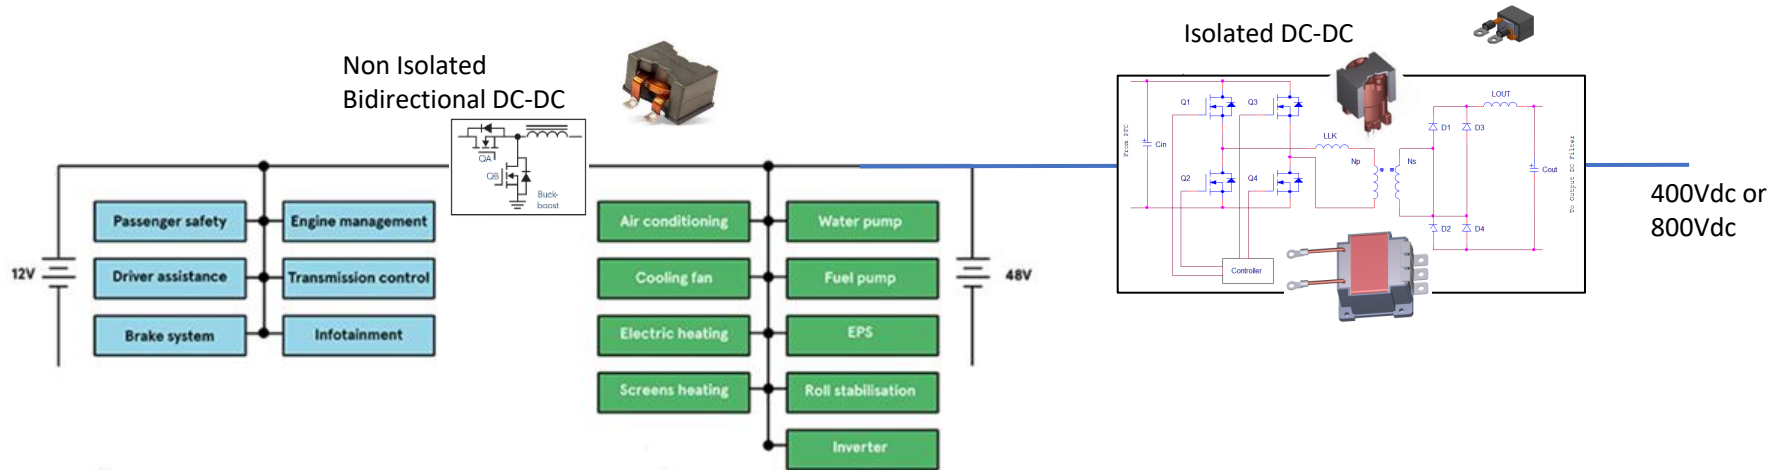 Non Isolated
Bidirectional DC-DC
QA
QB
Buck-
boost
12V
Passenger safety
Engine management
Driver assistance
Transmission control
Brake system
Infotainment
Air conditioning
Water pump
Cooling fan
Fuel pump
Electric heating
EPS
Screens heating
Roll stabilisation
Inverter
48V
Isolated DC-DC
From PFC
Cin
Q1
Q3
Q2
Q4
LLK
Np
Ns
Controller
D1
D3
D2
D4
LOUT
Cout
To Output DC Filter
400Vdc or
800Vdc